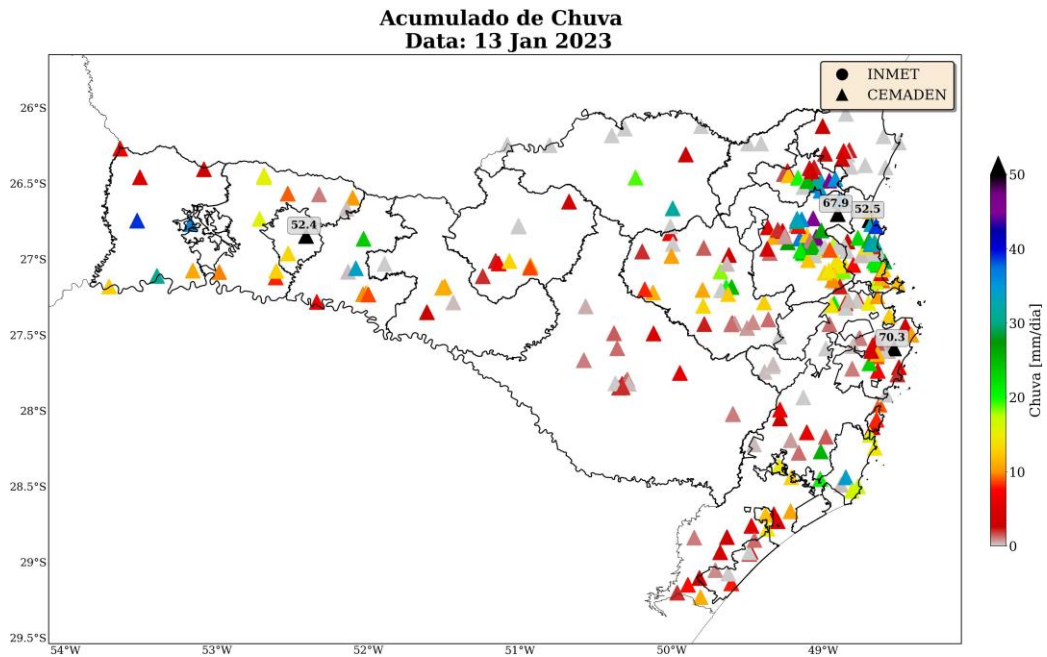 Acumulado de Chuva
Data: 13 Jan 2023
INMET
CEMADEN
26°S
26.5°S
27°S
27.5°S
28°S
28.5°S
29°S
29.5°S
54°W
53°W
52°W
51°W
50°W
49°W
52.4
67.9
52.5
70.3
50
40
30
20
10
0
Chuva [mm/dia]